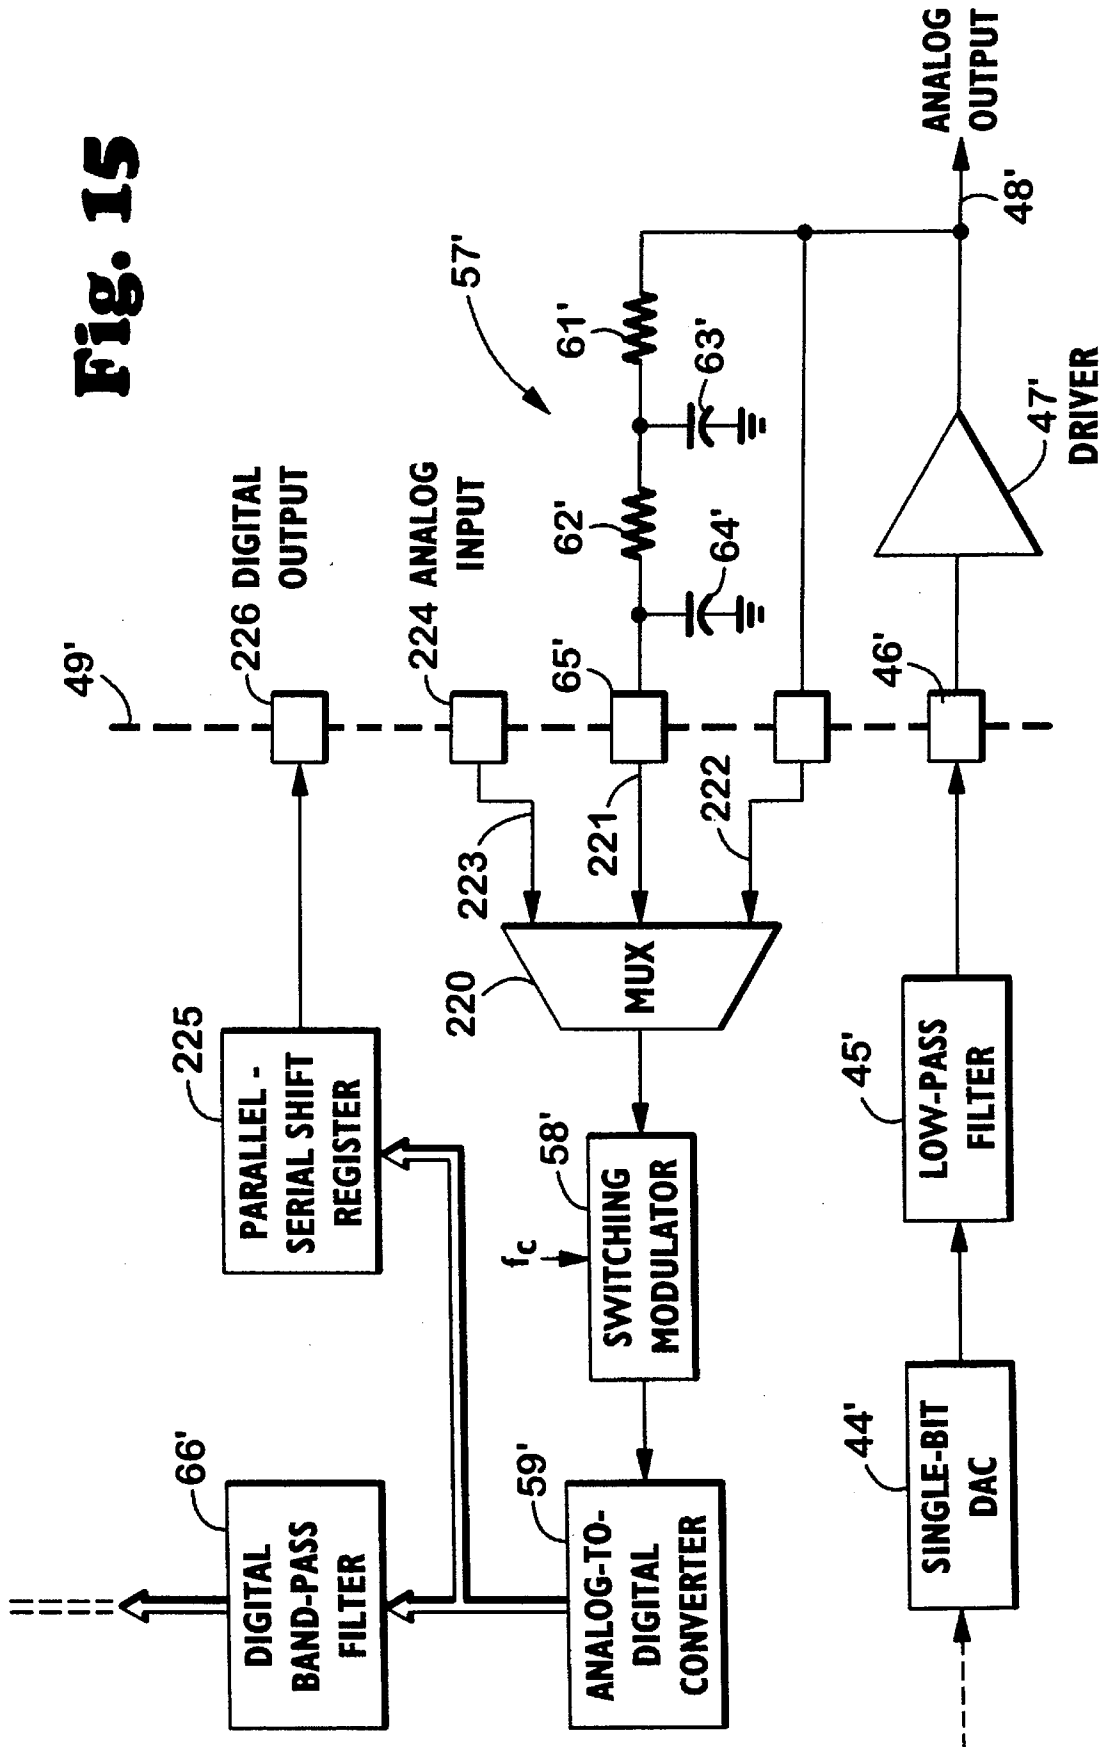 Fig. 15
49'
226 DIGITAL
OUTPUT
224 ANALOG
INPUT
57'
61'
62'
63'
64'
65'
46'
47'
DRIVER
48'
ANALOG
OUTPUT
225
PARALLEL -
SERIAL SHIFT
REGISTER
223
221
222
220
MUX
58'
fc
SWITCHING
MODULATOR
66'
DIGITAL
BAND-PASS
FILTER
59'
ANALOG-TO-
DIGITAL
CONVERTER
44'
SINGLE-BIT
DAC
45'
LOW-PASS
FILTER